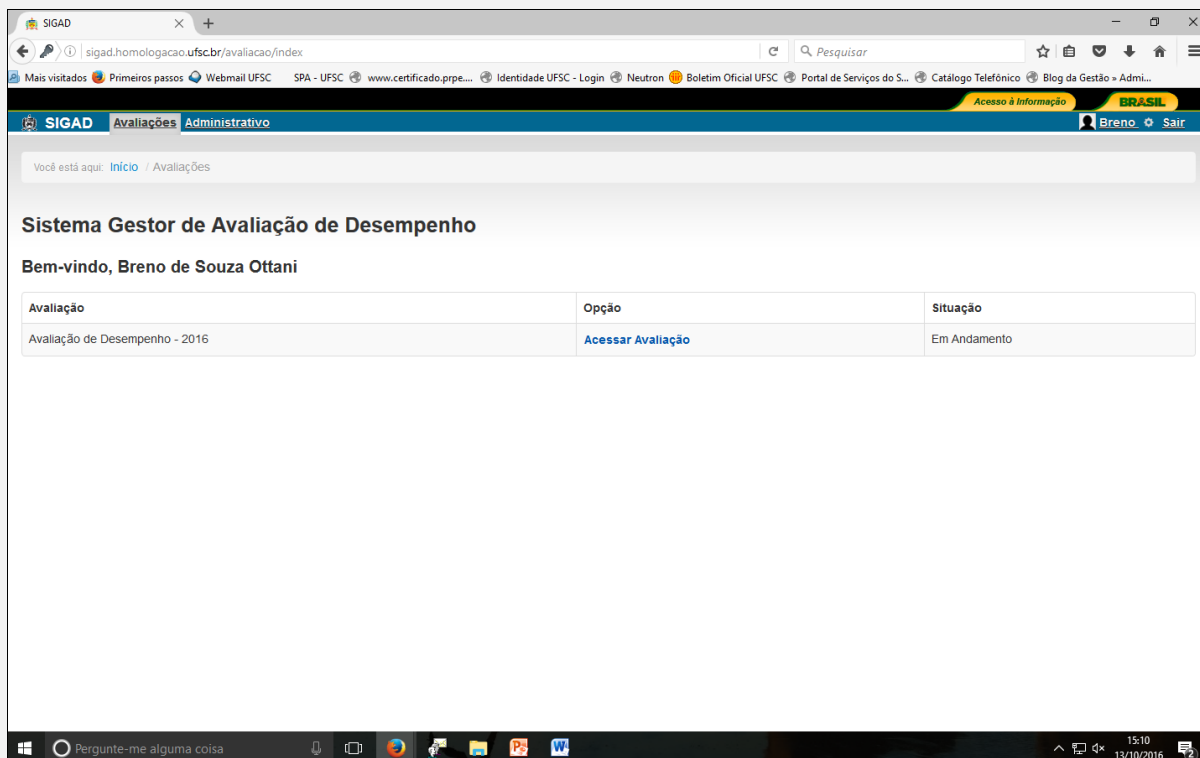 SIGAD
sigad.homologacao.ufsc.br/avaliacao/index
Pesquisar
Mais visitados Primeiros passos Webmail UFSC SPA - UFSC www.certificado.prpe.... Identidade UFSC - Login Neutron Boletim Oficial UFSC Portal de Serviços do S... Catálogo Telefónico Blog da Gestão » Admi...
Acesso à Informação BRASIL
SIGAD Avaliações Administrativo Breno Sair
Você está aqui: Início / Avaliações
Sistema Gestor de Avaliação de Desempenho
Bem-vindo, Breno de Souza Ottani
Avaliação Opção Situação
Avaliação de Desempenho - 2016 Acessar Avaliação Em Andamento
Pergunte-me alguma coisa
15:10
13/10/2016
2